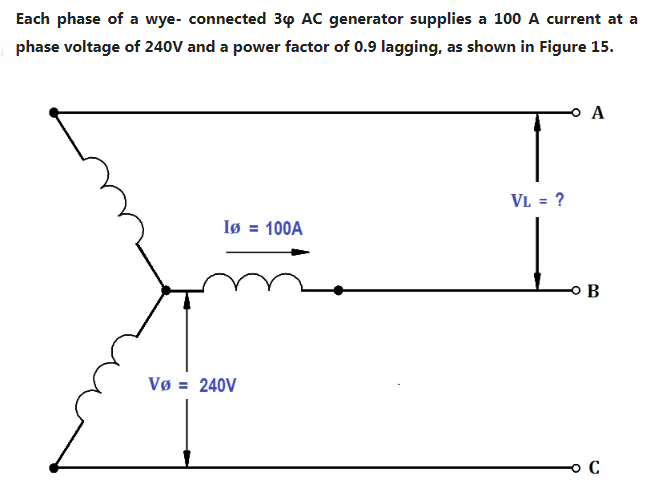 Each phase of a wye- connected 3φ AC generator supplies a 100 A current at a
phase voltage of 240V and a power factor of 0.9 lagging, as shown in Figure 15.
A
VL = ?
Iø = 100A
B
Vø = 240V
C